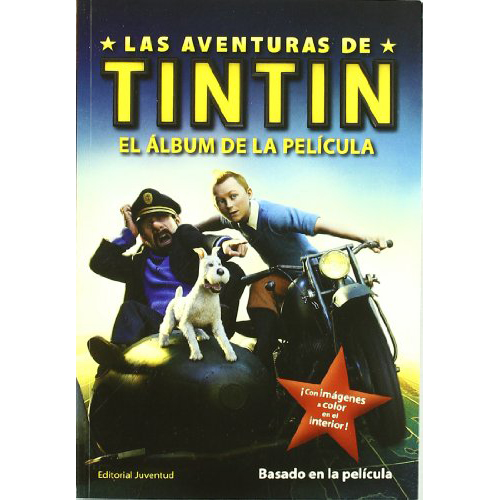 ★ LAS AVENTURAS DE ★
TINTIN
EL ÁLBUM DE LA PELÍCULA
¡Con imágenes
a color
en el
interior!
Editorial Juventud
Basado en la película